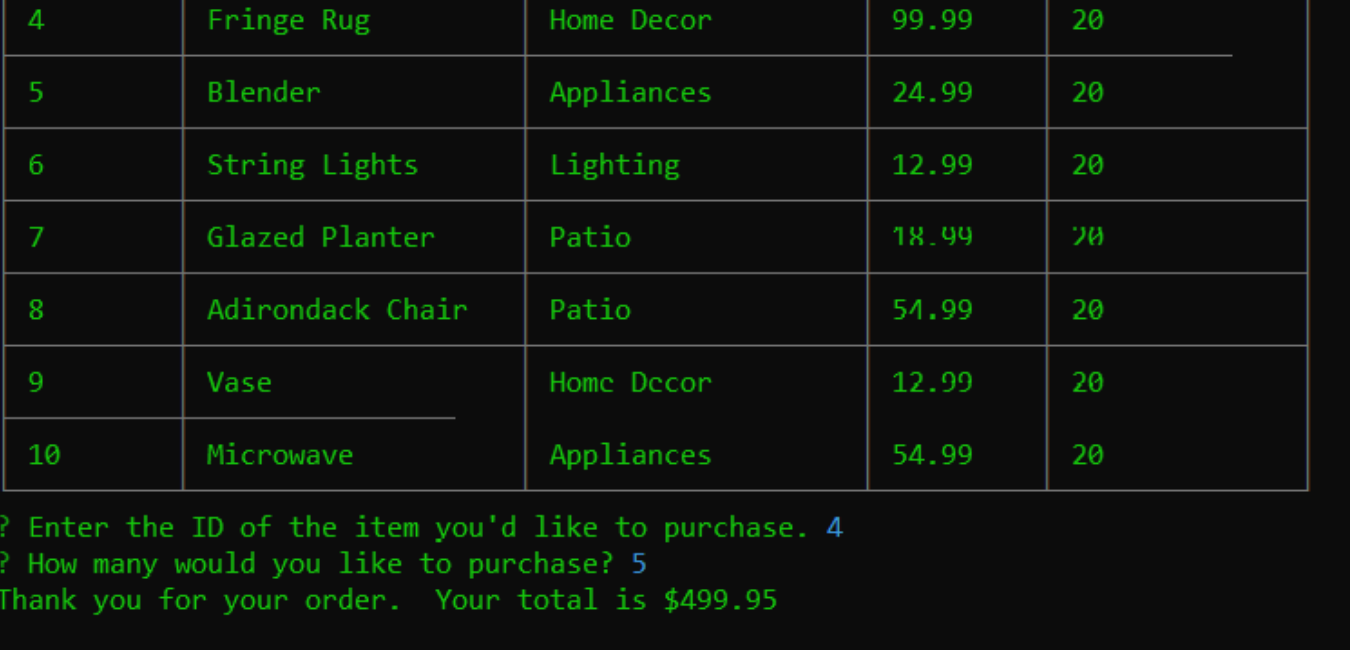 4 Fringe Rug Home Decor 99.99 20
5 Blender Appliances 24.99 20
6 String Lights Lighting 12.99 20
7 Glazed Planter Patio 18.99 20
8 Adirondack Chair Patio 54.99 20
9 Vase Home Decor 12.99 20
10 Microwave Appliances 54.99 20
? Enter the ID of the item you'd like to purchase. 4
? How many would you like to purchase? 5
Thank you for your order.  Your total is $499.95